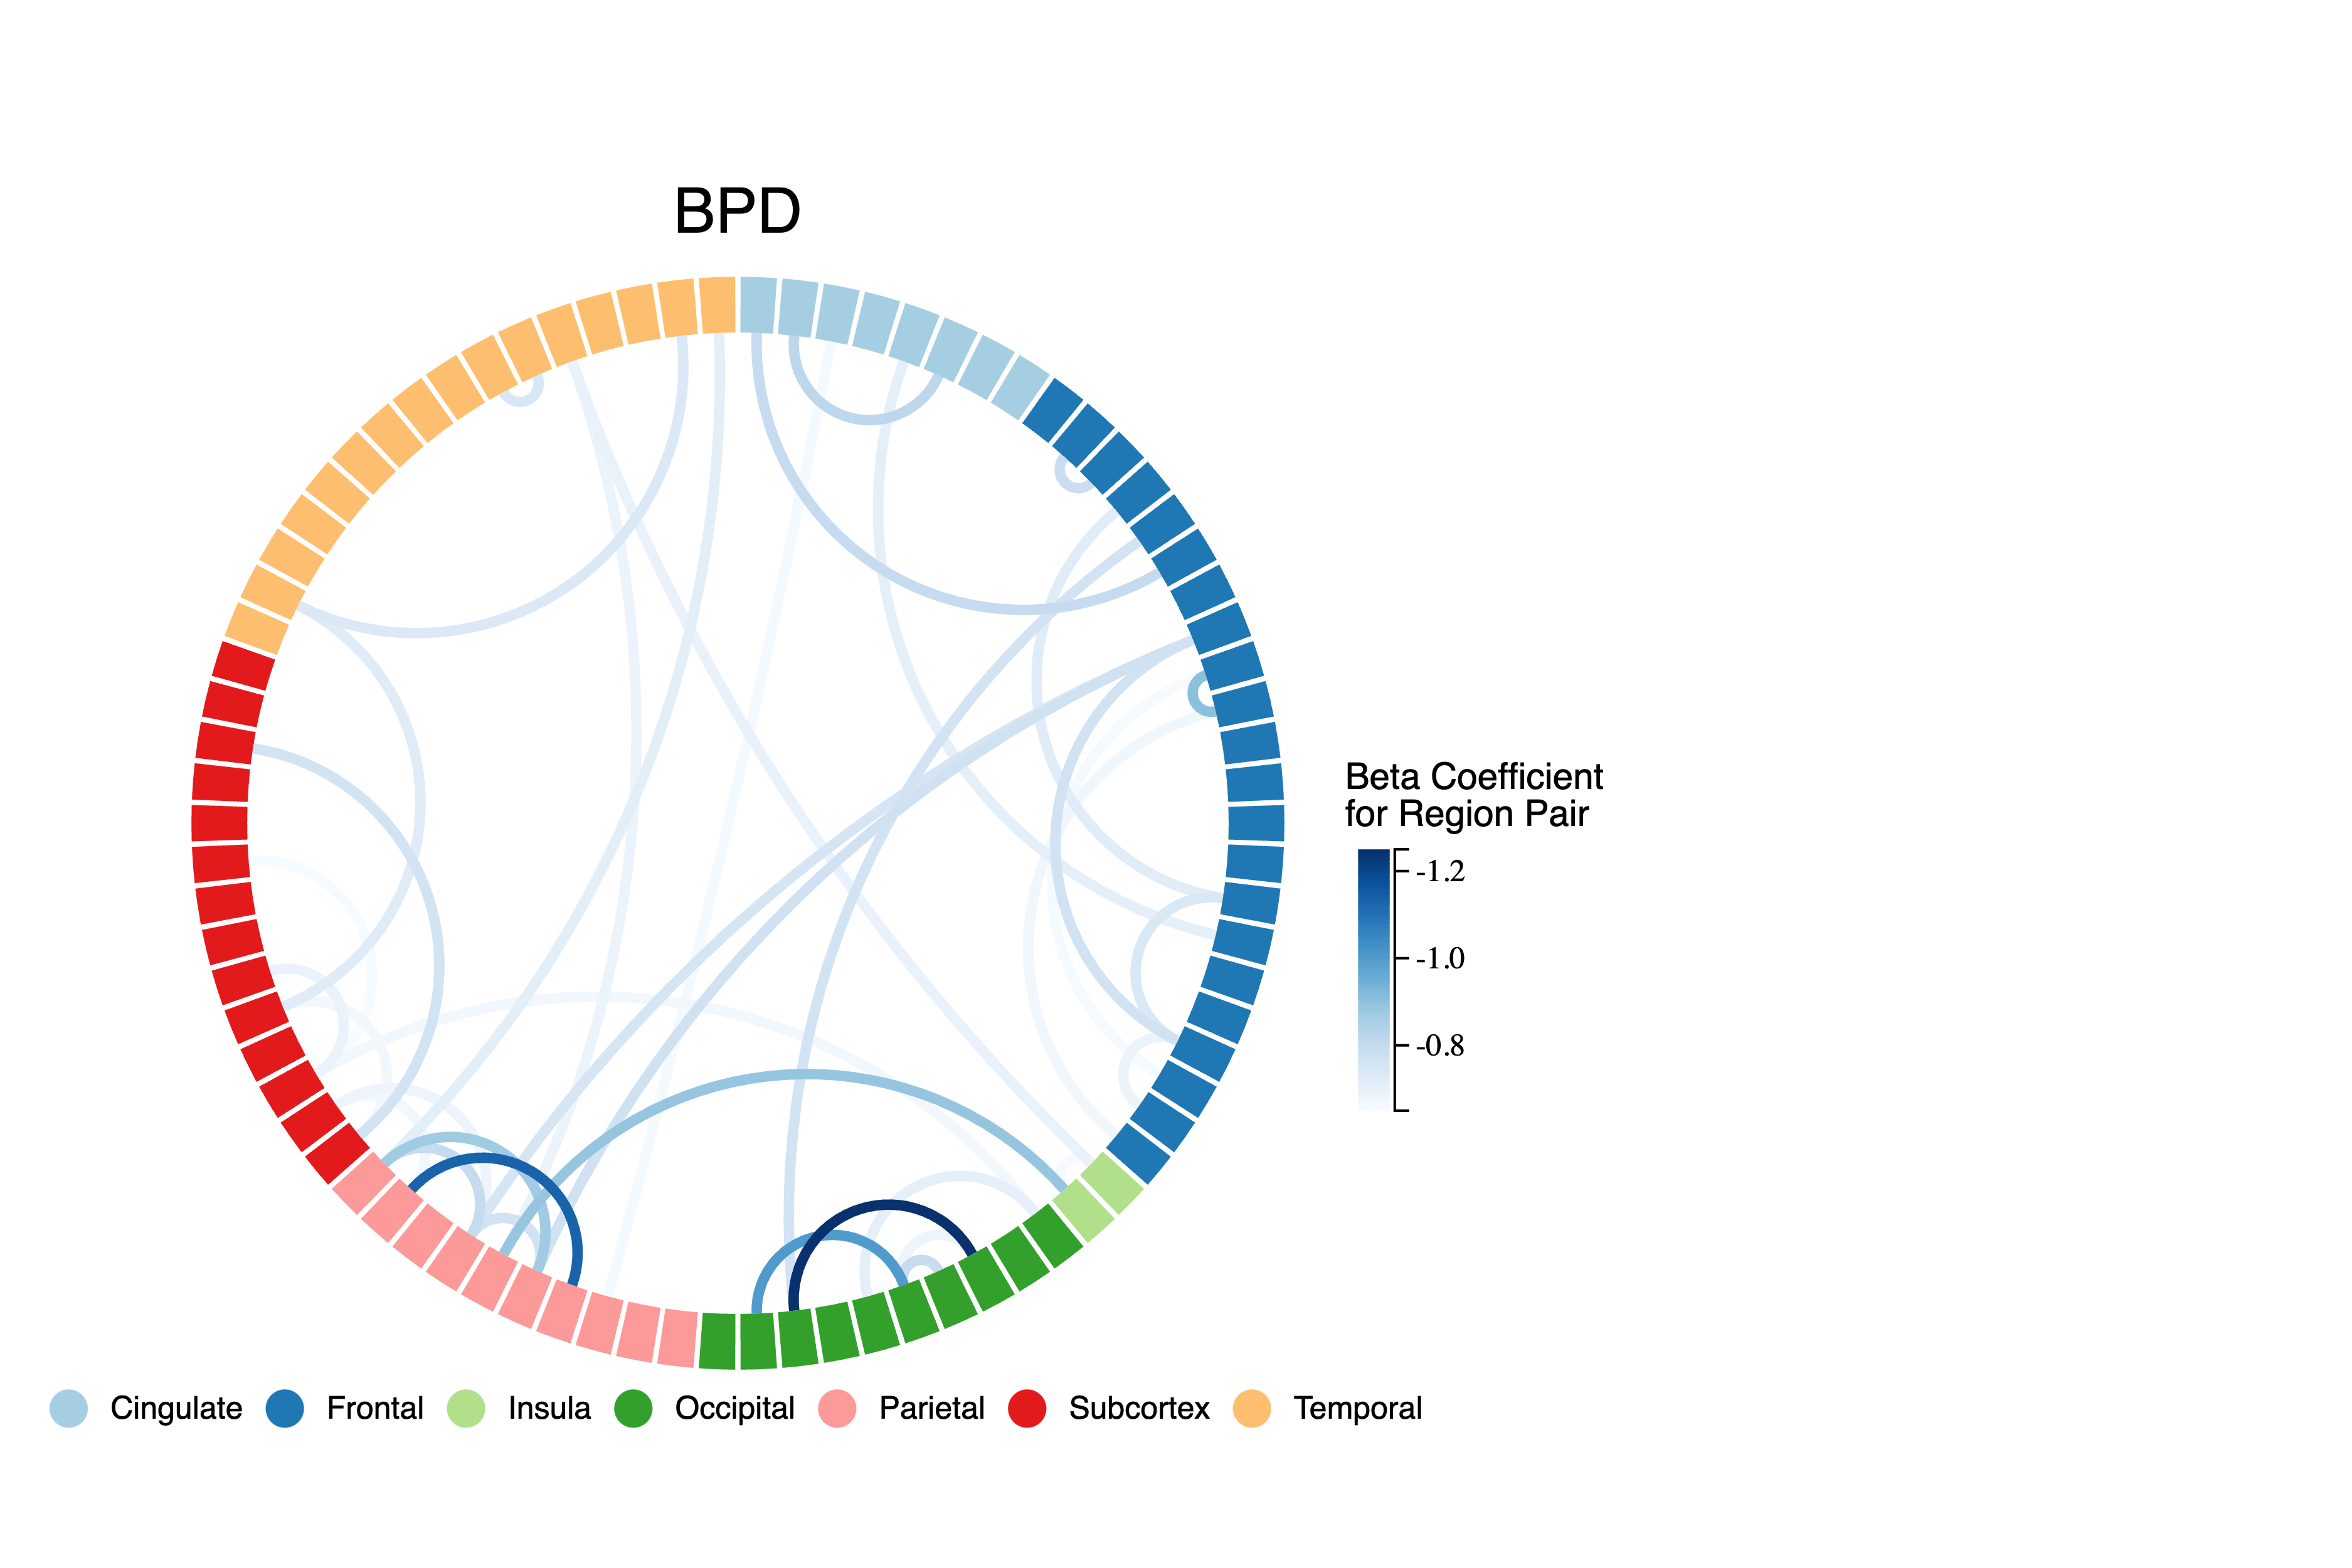 BPD
Beta Coefficient
for Region Pair
-1.2
-1.0
-0.8
Cingulate Frontal Insula Occipital Parietal Subcortex Temporal